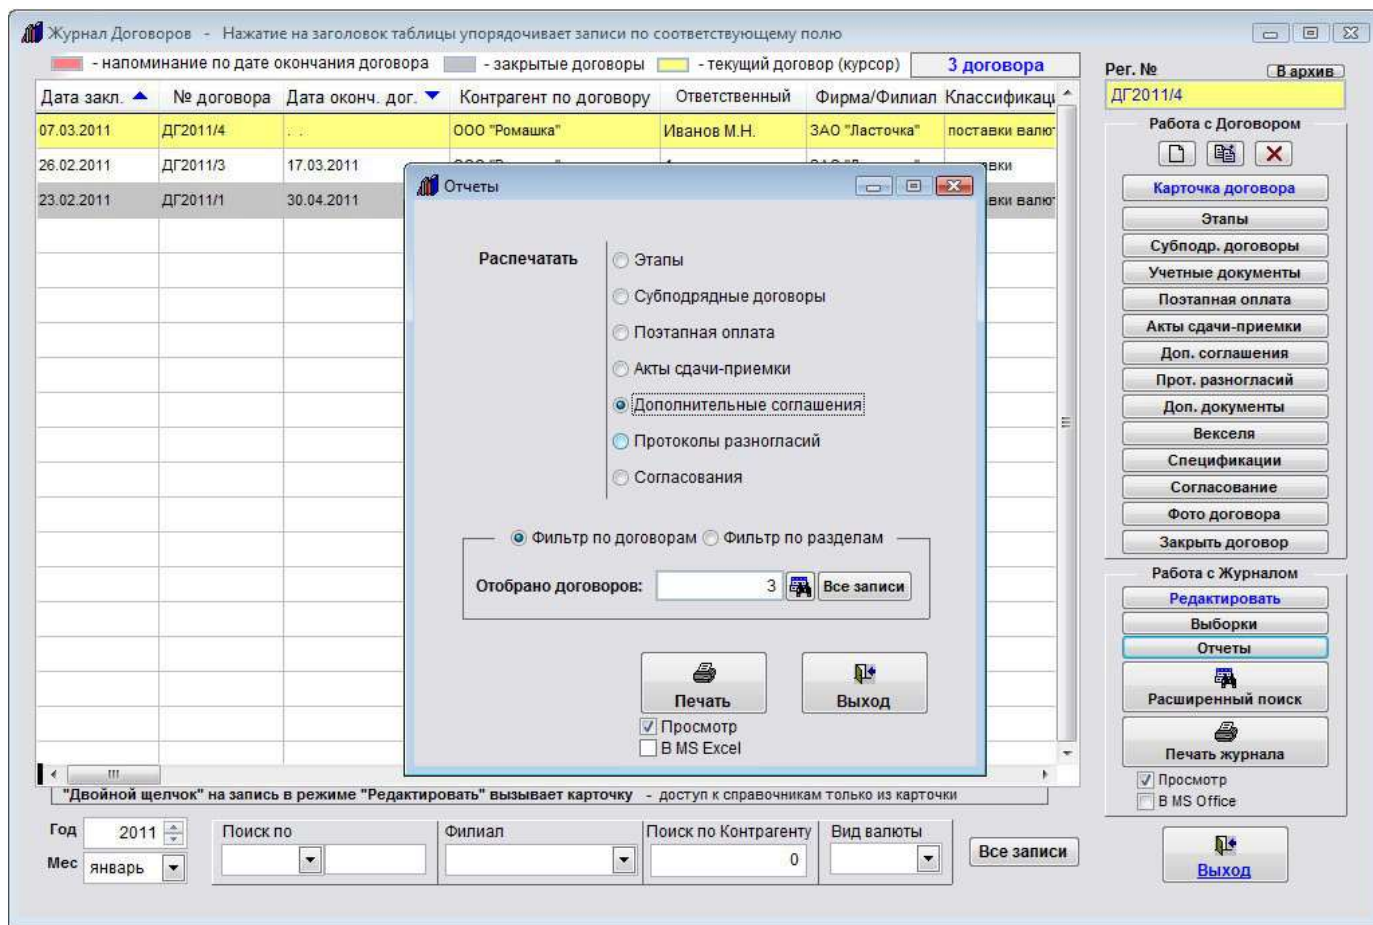 Журнал Договоров - Нажатие на заголовок таблицы упорядочивает записи по соответствующему полю
- напоминание по дате окончания договора - закрытые договоры - текущий договор (курсор) 3 договора
Дата закл. № договора Дата оконч. дог. Контрагент по договору Ответственный Фирма/Филиал Классификаци
07.03.2011 ДГ2011/4 . . ООО "Ромашка" Иванов М.Н. ЗАО "Ласточка" поставки валю
26.02.2011 ДГ2011/3 17.03.2011
23.02.2011 ДГ2011/1 30.04.2011
Отчеты
Распечатать
Этапы
Субподрядные договоры
Поэтапная оплата
Акты сдачи-приемки
Дополнительные соглашения
Протоколы разногласий
Согласования
Фильтр по договорам Фильтр по разделам
Отобрано договоров: 3 Все записи
Печать Выход
Просмотр
В MS Excel
"Двойной щелчок" на запись в режиме "Редактировать" вызывает карточку - доступ к справочникам только из карточки
Год 2011 Поиск по Филиал Поиск по Контрагенту Вид валюты
Мес январь 0 Все записи
Рег. № В архив
ДГ2011/4
Работа с Договором
Карточка договора
Этапы
Субподр. договоры
Учетные документы
Поэтапная оплата
Акты сдачи-приемки
Доп. соглашения
Прот. разногласий
Доп. документы
Векселя
Спецификации
Согласование
Фото договора
Закрыть договор
Работа с Журналом
Редактировать
Выборки
Отчеты
Расширенный поиск
Печать журнала
Просмотр
В MS Office
Выход